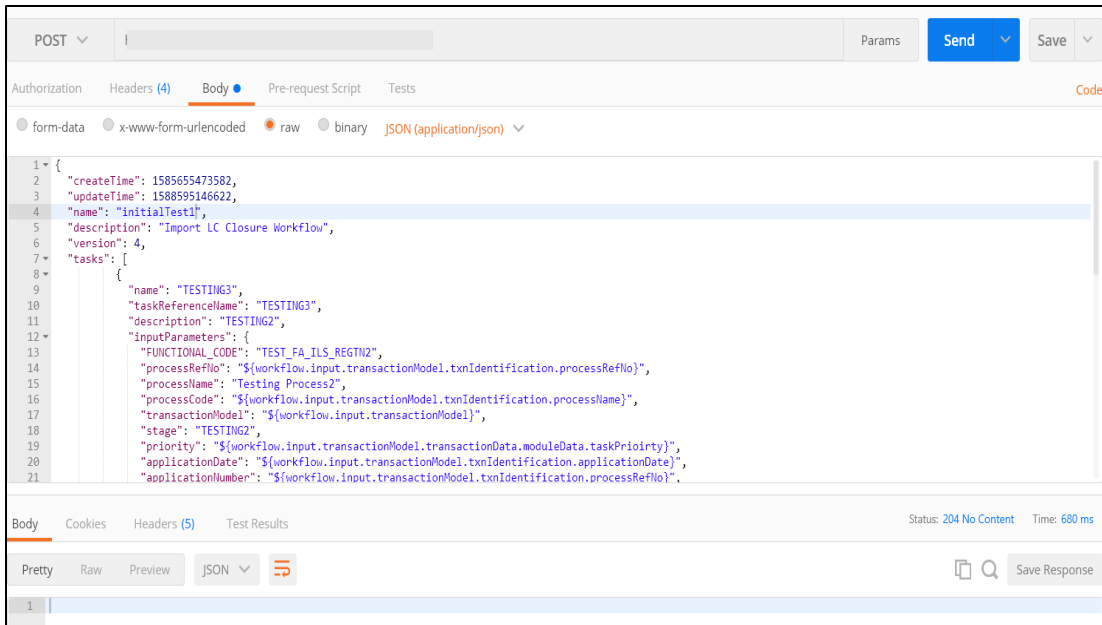 POST Params Send Save
Authorization Headers (4) Body Pre-request Script Tests Code
form-data x-www-form-urlencoded raw binary JSON (application/json)
1 {
2 "createTime": 1585655473582,
3 "updateTime": 1588595146622,
4 "name": "initialTest1",
5 "description": "Import LC Closure Workflow",
6 "version": 4,
7 "tasks": [
8 {
9 "name": "TESTING3",
10 "taskReferenceName": "TESTING3",
11 "description": "TESTING2",
12 "inputParameters": {
13 "FUNCTIONAL_CODE": "TEST_FA_ILS_REGTN2",
14 "processRefNo": "${workflow.input.transactionModel.txnIdentification.processRefNo}",
15 "processName": "Testing Process2",
16 "processCode": "${workflow.input.transactionModel.txnIdentification.processName}",
17 "transactionModel": "${workflow.input.transactionModel}",
18 "stage": "TESTING2",
19 "priority": "${workflow.input.transactionModel.transactionData.moduleData.taskPrioirty}",
20 "applicationDate": "${workflow.input.transactionModel.txnIdentification.applicationDate}",
21 "applicationNumber": "${workflow.input.transactionModel.txnIdentification.processRefNo}",
Body Cookies Headers (5) Test Results Status: 204 No Content Time: 680 ms
Pretty Raw Preview JSON Save Response
1